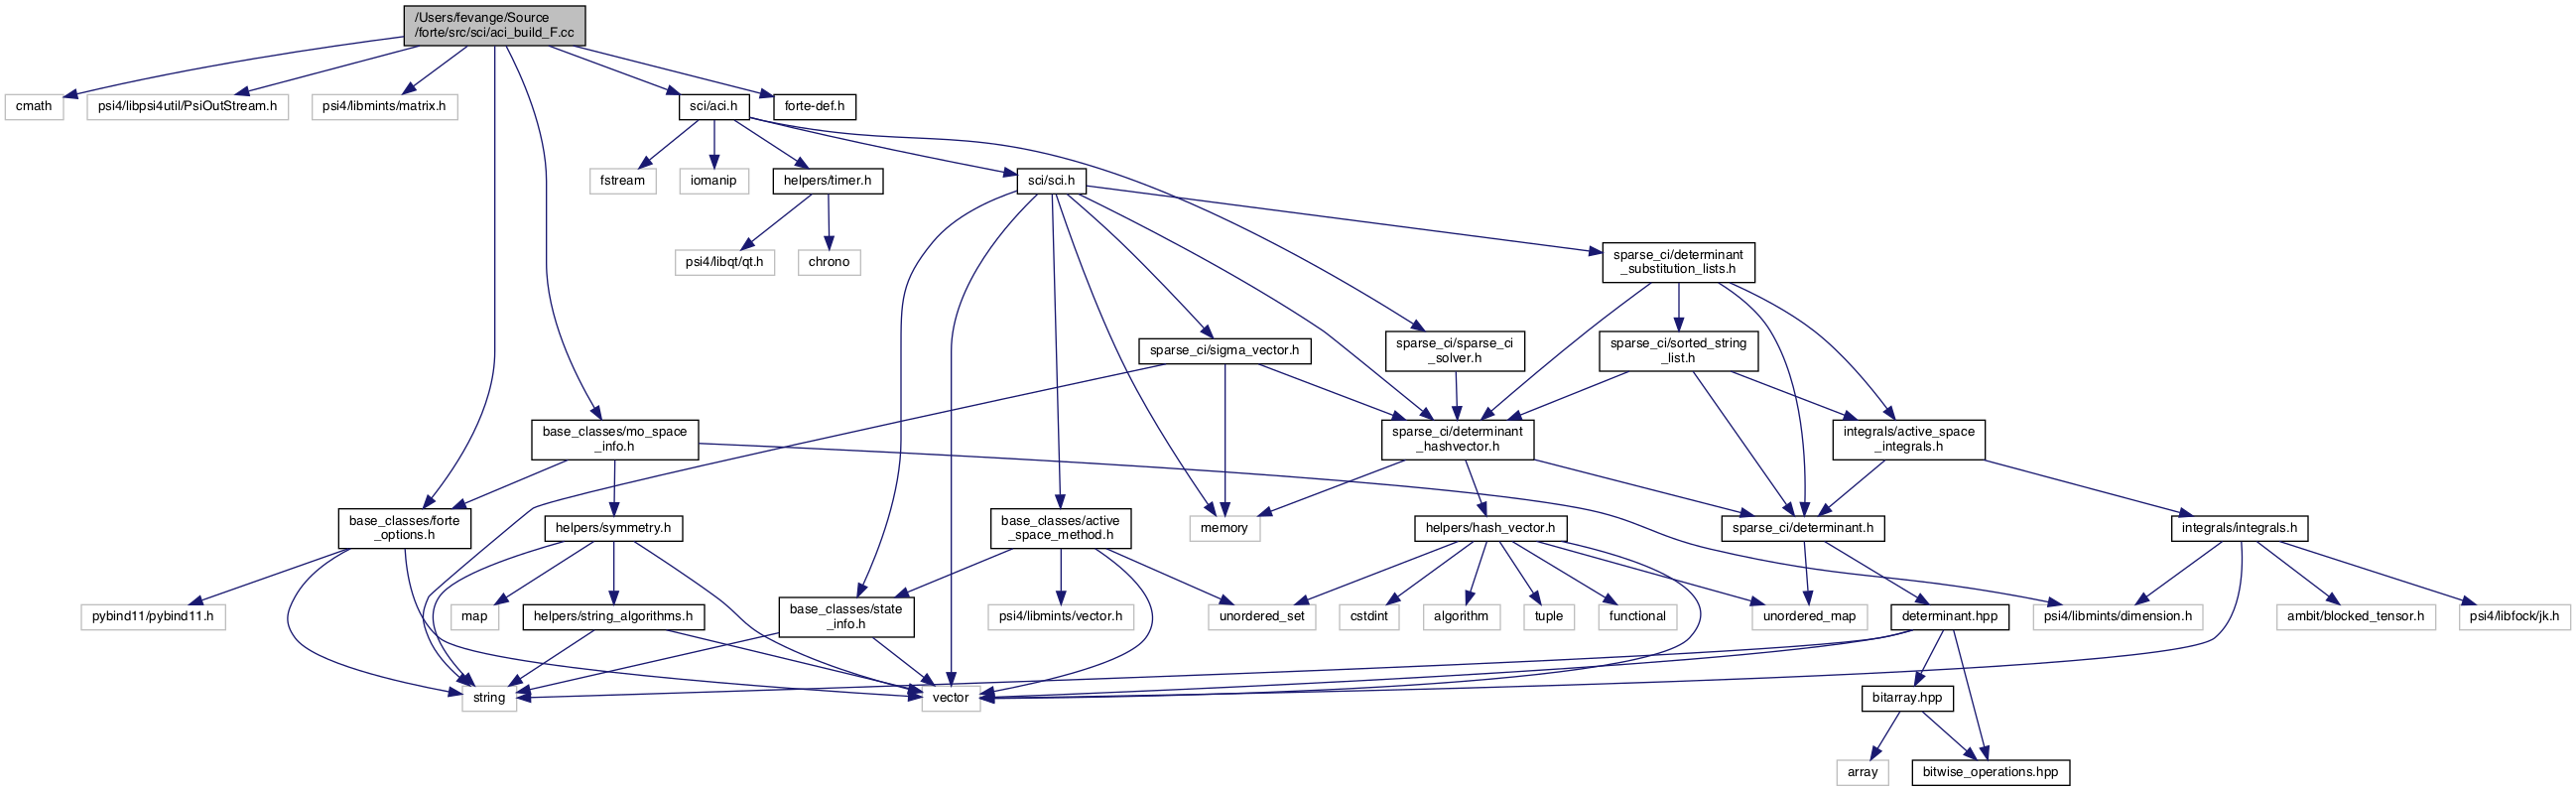 /Users/fevange/Source
/forte/src/sci/aci_build_F.cc
cmath
psi4/libpsi4util/PsiOutStream.h
psi4/libmints/matrix.h
sci/aci.h
forte-def.h
fstream
iomanip
helpers/timer.h
sci/sci.h
psi4/libqt/qt.h
chrono
sparse_ci/determinant
_substitution_lists.h
sparse_ci/sigma_vector.h
sparse_ci/sparse_ci
_solver.h
sparse_ci/sorted_string
_list.h
base_classes/mo_space
_info.h
sparse_ci/determinant
_hashvector.h
integrals/active_space
_integrals.h
base_classes/forte
_options.h
helpers/symmetry.h
base_classes/active
_space_method.h
memory
helpers/hash_vector.h
sparse_ci/determinant.h
integrals/integrals.h
pybind11/pybind11.h
map
helpers/string_algorithms.h
base_classes/state
_info.h
psi4/libmints/vector.h
unordered_set
cstdint
algorithm
tuple
functional
unordered_map
determinant.hpp
psi4/libmints/dimension.h
ambit/blocked_tensor.h
psi4/libfock/jk.h
string
vector
bitarray.hpp
array
bitwise_operations.hpp